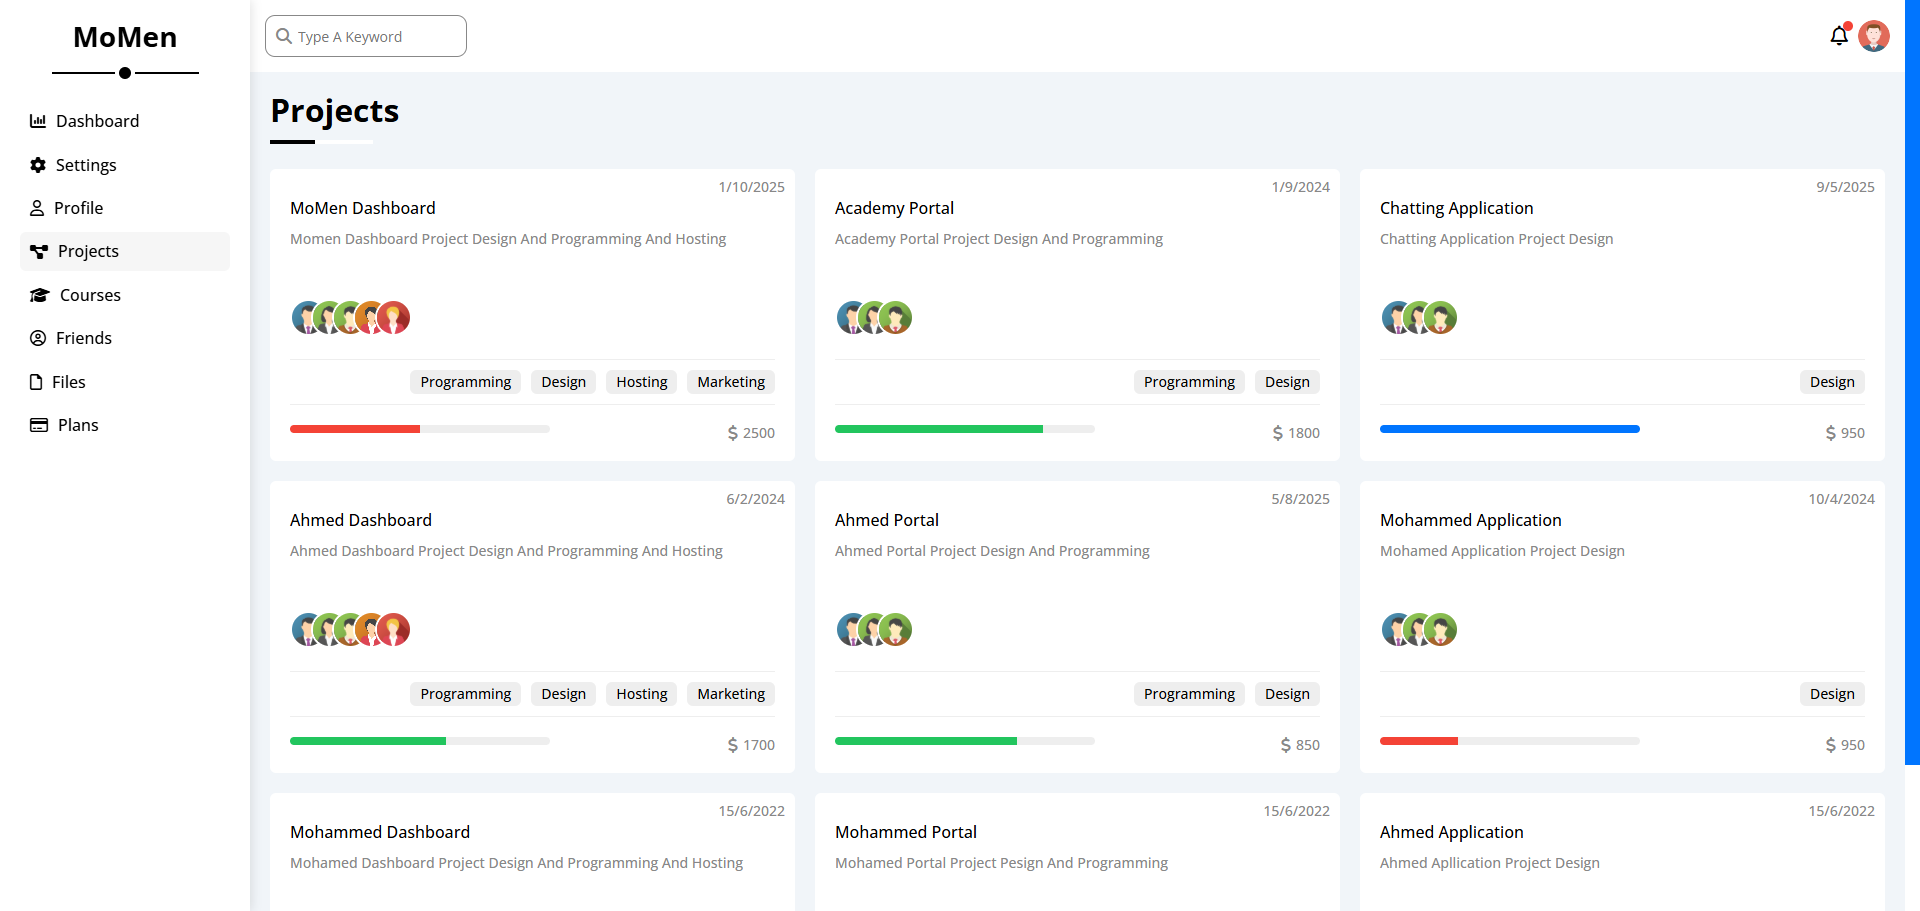 MoMen
Dashboard
Settings
Profile
Projects
Courses
Friends
Files
Plans
Type A Keyword
Projects
1/10/2025
MoMen Dashboard
Momen Dashboard Project Design And Programming And Hosting
Programming Design Hosting Marketing
$ 2500
1/9/2024
Academy Portal
Academy Portal Project Design And Programming
Programming Design
$ 1800
9/5/2025
Chatting Application
Chatting Application Project Design
Design
$ 950
6/2/2024
Ahmed Dashboard
Ahmed Dashboard Project Design And Programming And Hosting
Programming Design Hosting Marketing
$ 1700
5/8/2025
Ahmed Portal
Ahmed Portal Project Design And Programming
Programming Design
$ 850
10/4/2024
Mohammed Application
Mohamed Application Project Design
Design
$ 950
15/6/2022
Mohammed Dashboard
Mohamed Dashboard Project Design And Programming And Hosting
15/6/2022
Mohammed Portal
Mohamed Portal Project Pesign And Programming
15/6/2022
Ahmed Application
Ahmed Apllication Project Design